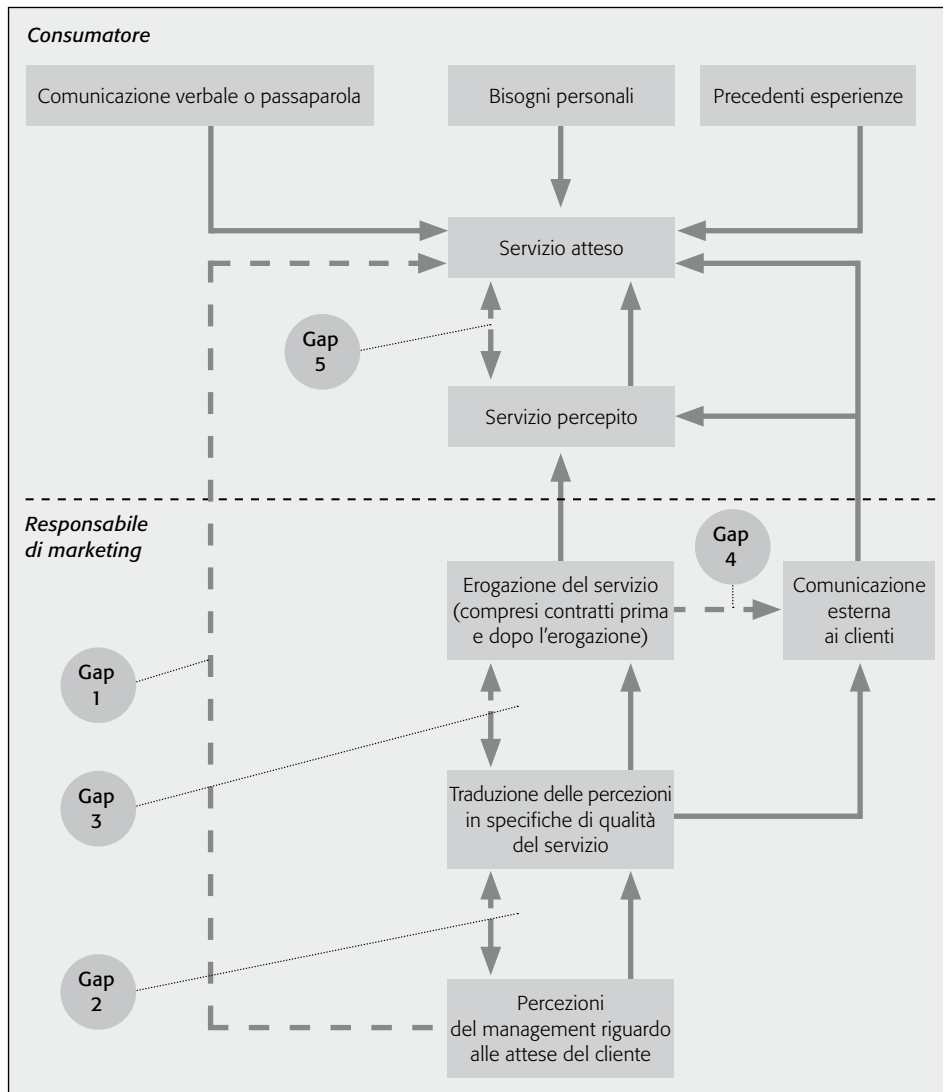 Consumatore
Comunicazione verbale o passaparola
Bisogni personali
Precedenti esperienze
Servizio atteso
Gap
5
Servizio percepito
Responsabile
di marketing
Gap
4
Erogazione del servizio
(compresi contratti prima
e dopo l'erogazione)
Comunicazione
esterna
ai clienti
Gap
1
Gap
3
Traduzione delle percezioni
in specifiche di qualità
del servizio
Gap
2
Percezioni
del management riguardo
alle attese del cliente